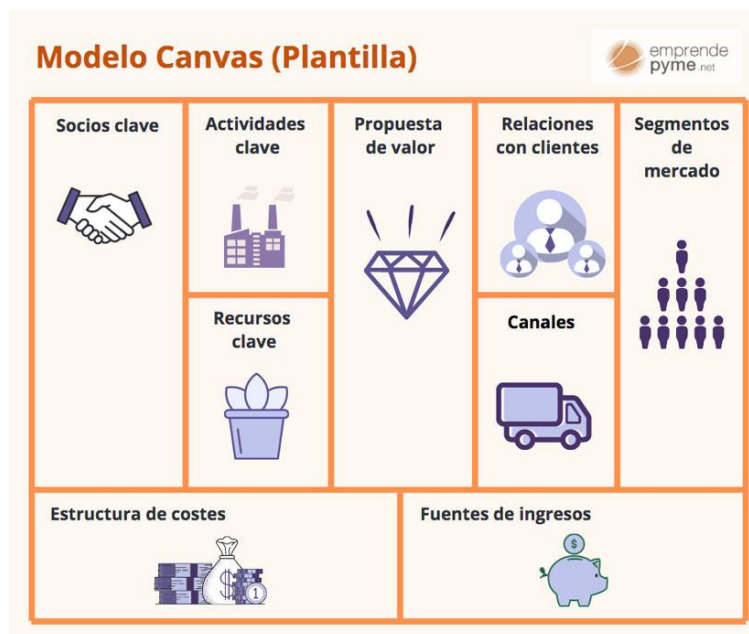 Modelo Canvas (Plantilla)
emprende
pyme.net
Socios clave
Actividades
clave
Propuesta
de valor
Relaciones
con clientes
Segmentos
de
mercado
Recursos
clave
Canales
Estructura de costes
$
1
Fuentes de ingresos
$